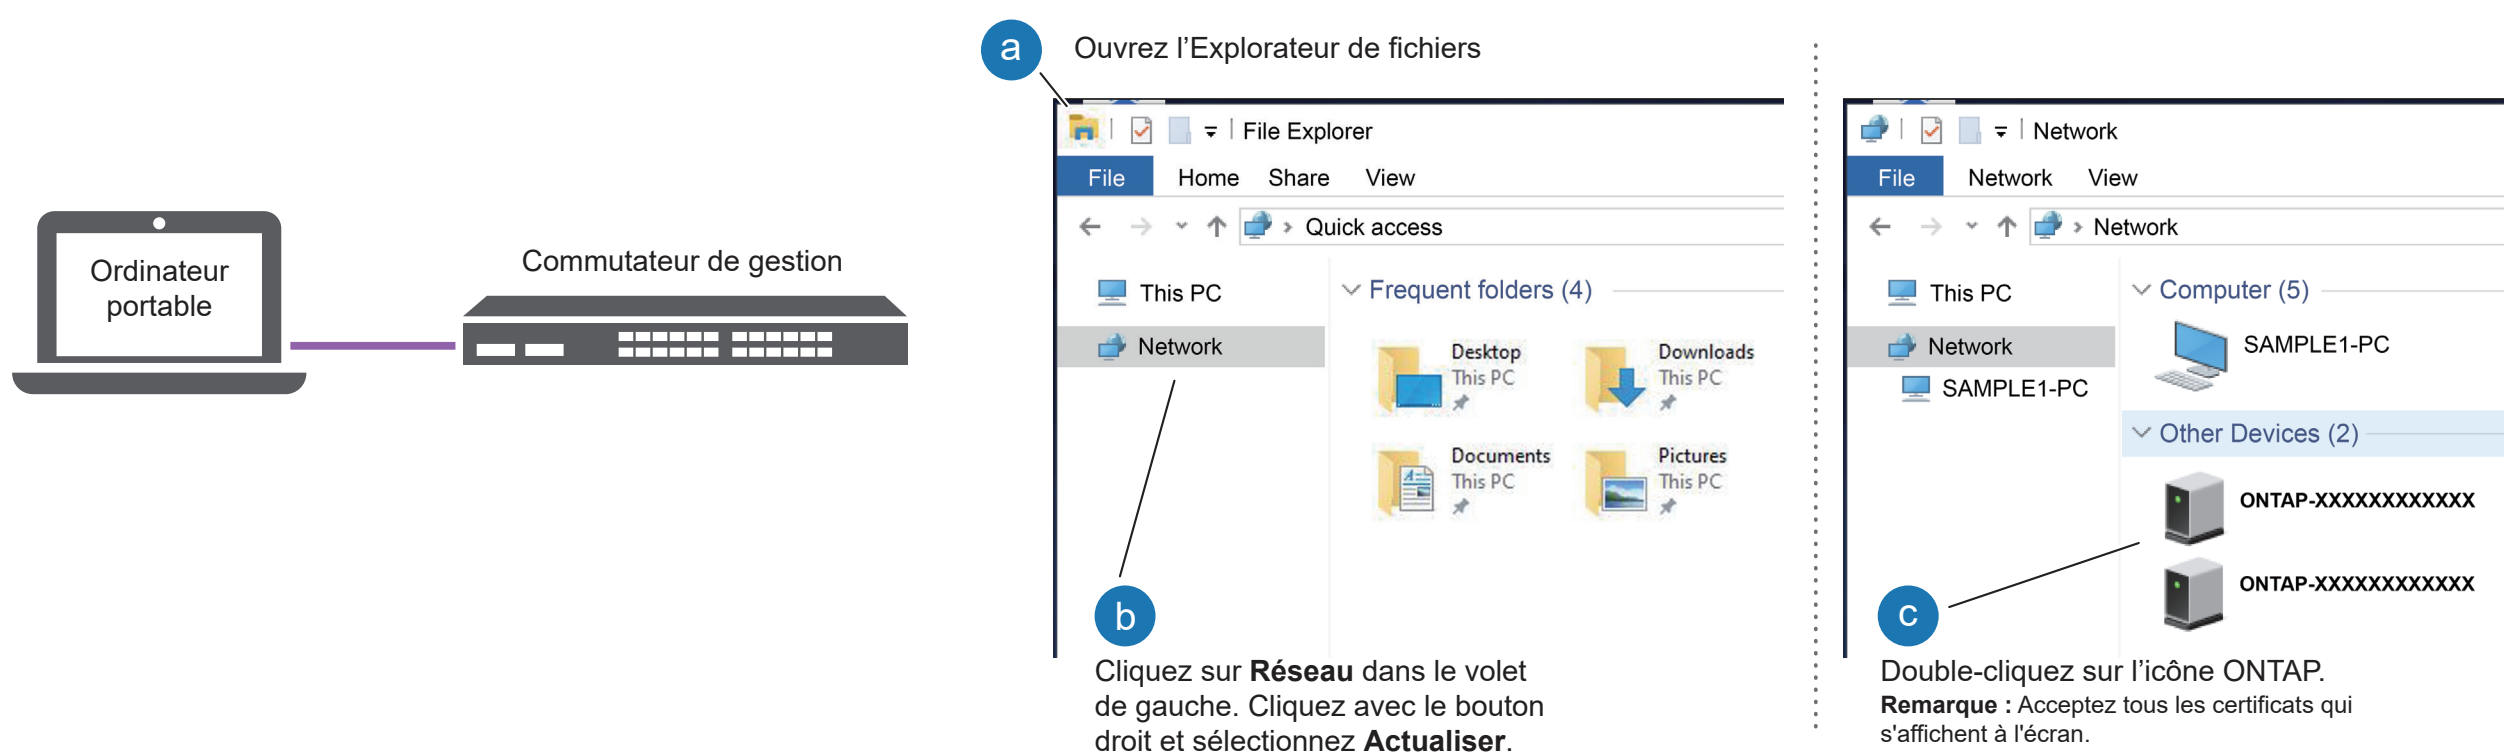 Ordinateur
portable
Commutateur de gestion
a
Ouvrez l’Explorateur de fichiers
File Explorer
File Home Share View
Quick access
This PC
Network
Frequent folders (4)
Desktop
This PC
Downloads
This PC
Documents
This PC
Pictures
This PC
b
Cliquez sur Réseau dans le volet
de gauche. Cliquez avec le bouton
droit et sélectionnez Actualiser.
Network
File Network View
Network
This PC
Network
SAMPLE1-PC
Computer (5)
SAMPLE1-PC
Other Devices (2)
ONTAP-XXXXXXXXXXXX
ONTAP-XXXXXXXXXXXX
c
Double-cliquez sur l’icône ONTAP.
Remarque : Acceptez tous les certificats qui
s'affichent à l'écran.